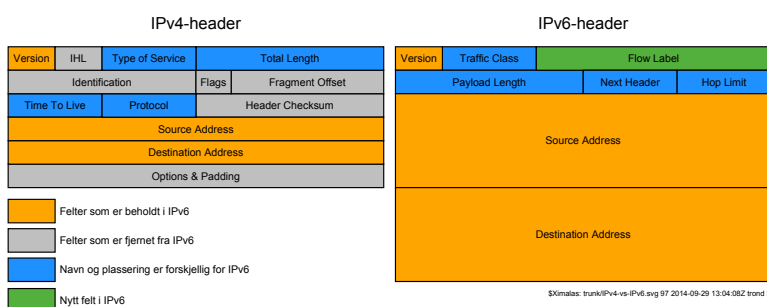 IPv4-header
Version IHL Type of Service Total Length
Identification Flags Fragment Offset
Time To Live Protocol Header Checksum
Source Address
Destination Address
Options & Padding
Felter som er beholdt i IPv6
Felter som er fjernet fra IPv6
Navn og plassering er forskjellig for IPv6
Nytt felt i IPv6
IPv6-header
Version Traffic Class Flow Label
Payload Length Next Header Hop Limit
Source Address
Destination Address
$Ximalas: trunk/IPv4-vs-IPv6.svg 97 2014-09-29 13:04:08Z trond